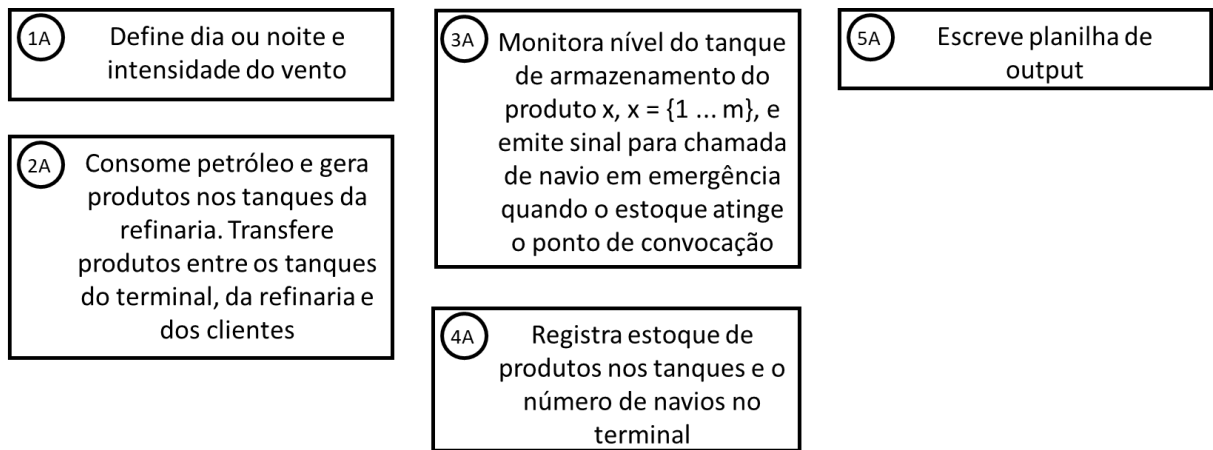 1A
Define dia ou noite e
intensidade do vento
2A
Consome petróleo e gera
produtos nos tanques da
refinaria. Transfere
produtos entre os tanques
do terminal, da refinaria e
dos clientes
3A
Monitora nível do tanque
de armazenamento do
produto x, x = {1 ... m}, e
emite sinal para chamada
de navio em emergência
quando o estoque atinge
o ponto de convocação
4A
Registra estoque de
produtos nos tanques e o
número de navios no
terminal
5A
Escreve planilha de
output